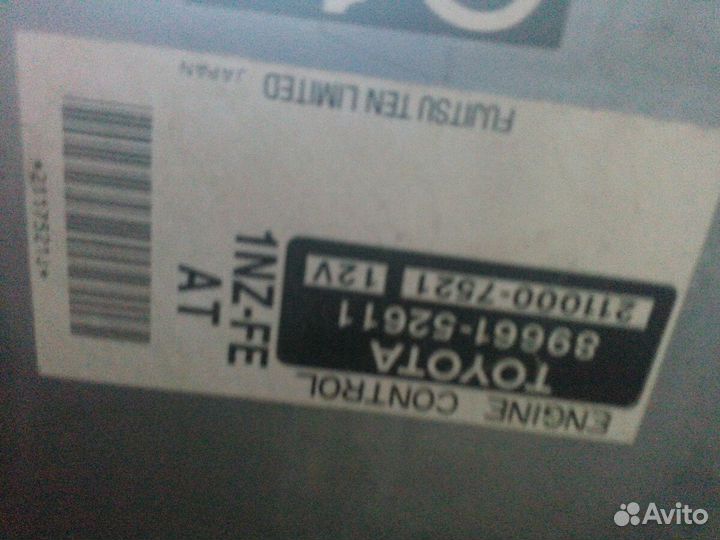 ENGINE CONTROL
TOYOTA
89661-52611
211000-7521 12V
1NZ-FE
AT
FUJITSU TEN LIMITED JAPAN
Avito